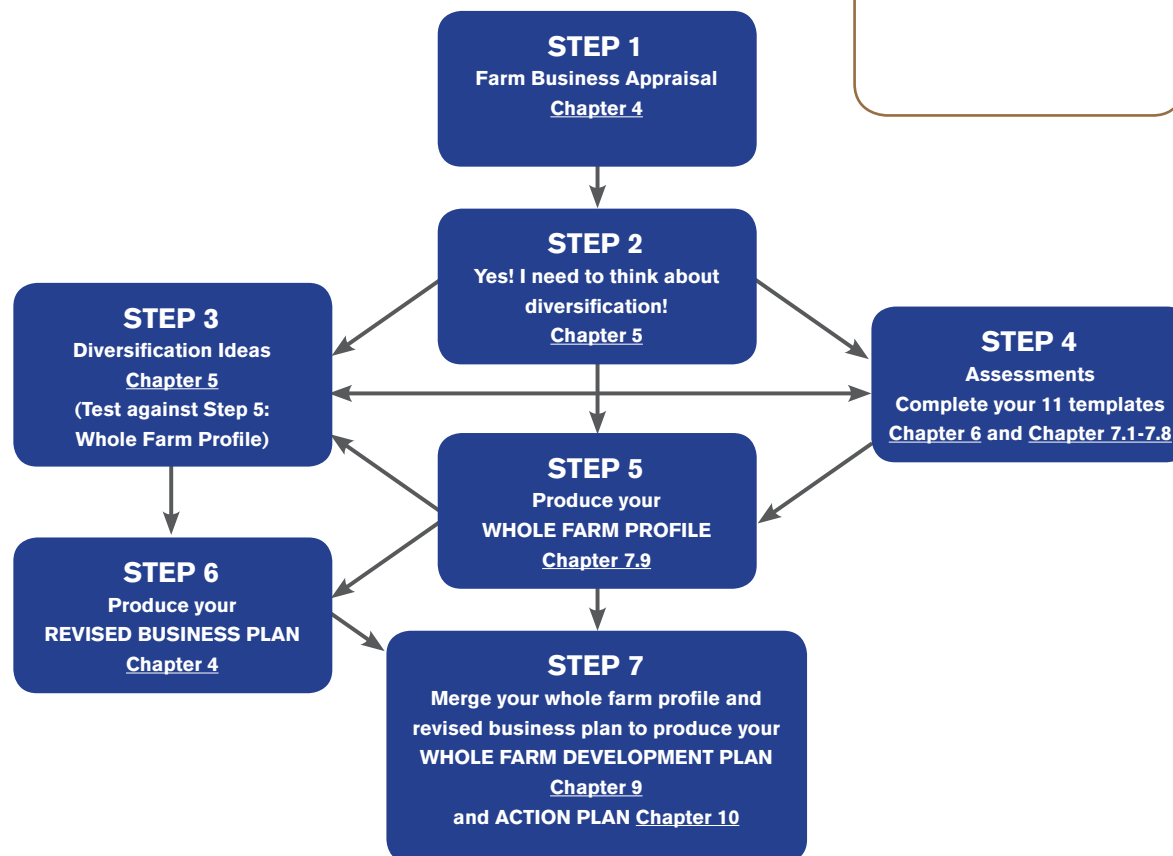 STEP 1
Farm Business Appraisal
Chapter 4
STEP 2
Yes! I need to think about
diversification!
Chapter 5
STEP 3
Diversification Ideas
Chapter 5
(Test against Step 5:
Whole Farm Profile)
STEP 4
Assessments
Complete your 11 templates
Chapter 6 and Chapter 7.1-7.8
STEP 5
Produce your
WHOLE FARM PROFILE
Chapter 7.9
STEP 6
Produce your
REVISED BUSINESS PLAN
Chapter 4
STEP 7
Merge your whole farm profile and
revised business plan to produce your
WHOLE FARM DEVELOPMENT PLAN
Chapter 9
and ACTION PLAN Chapter 10